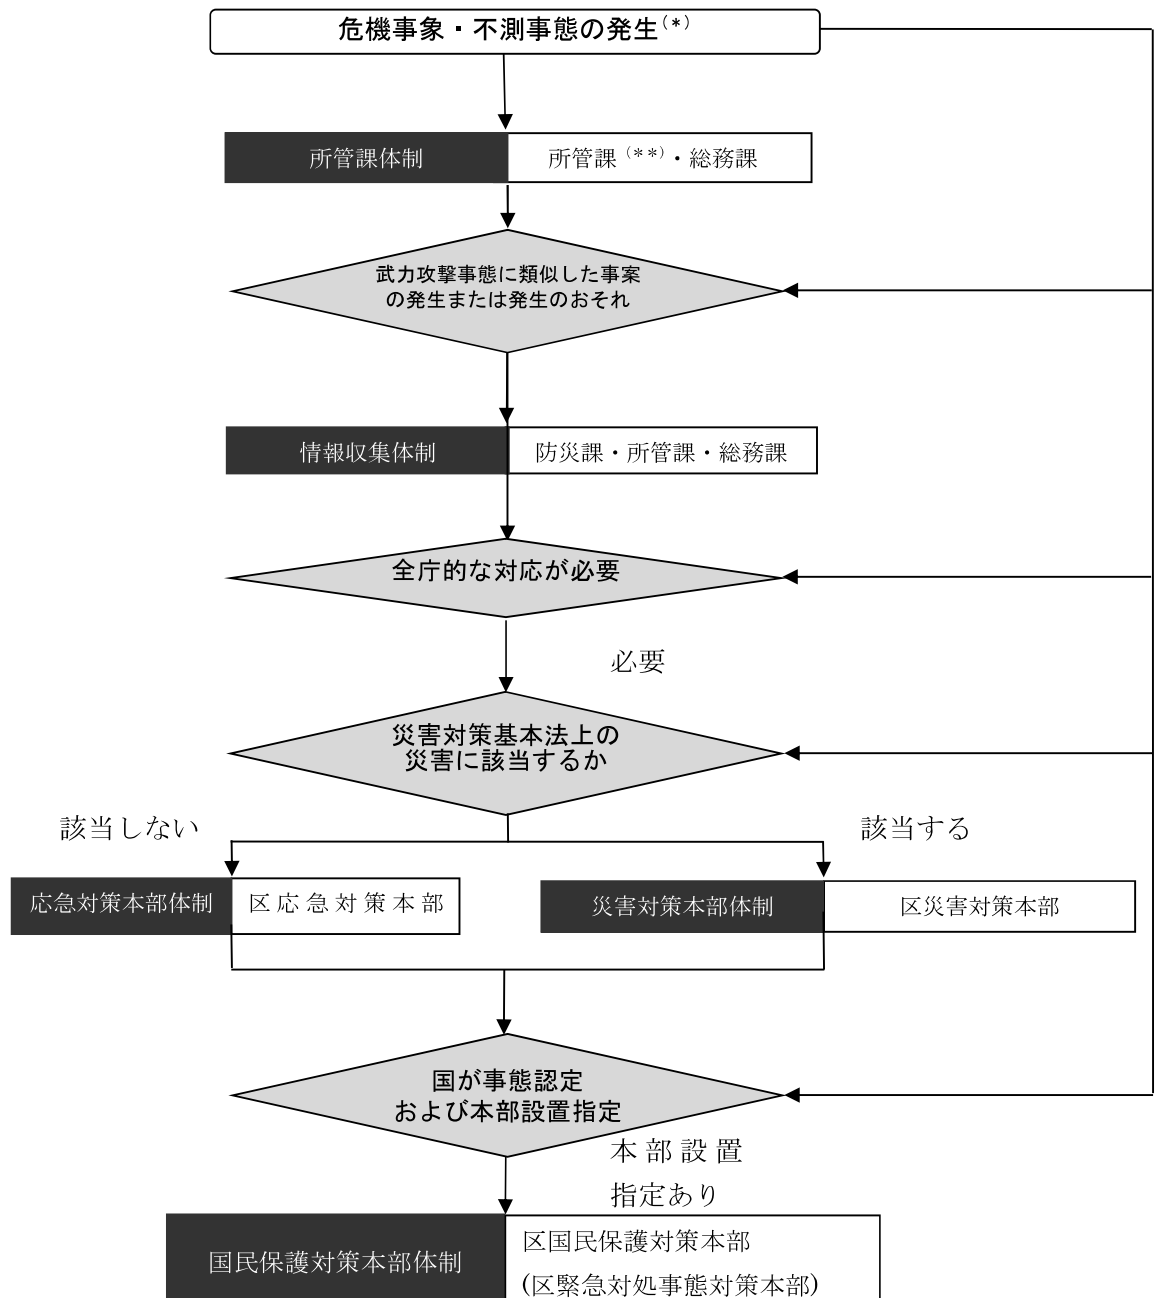 危機事象・不測事態の発生(*)
所管課体制
所管課(**)・総務課
武力攻撃事態に類似した事案
の発生または発生のおそれ
情報収集体制
防災課・所管課・総務課
全庁的な対応が必要
必要
災害対策基本法上の
災害に該当するか
該当しない
該当する
応急対策本部体制
区応急対策本部
災害対策本部体制
区災害対策本部
国が事態認定
および本部設置指定
本部設置
指定あり
国民保護対策本部体制
区国民保護対策本部
(区緊急対処事態対策本部)